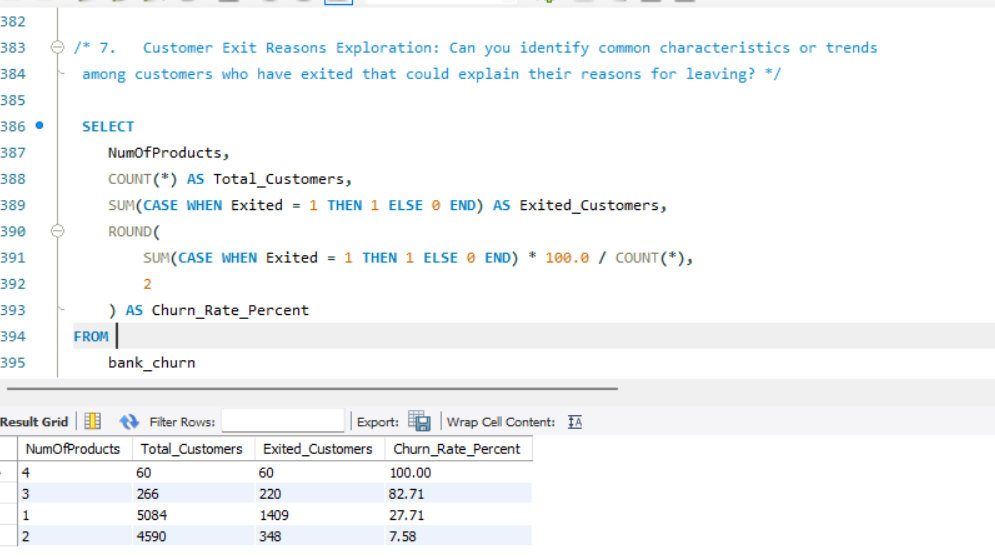 382
383 /* 7. Customer Exit Reasons Exploration: Can you identify common characteristics or trends
384 among customers who have exited that could explain their reasons for leaving? */
385
386 SELECT
387 NumOfProducts,
388 COUNT(*) AS Total_Customers,
389 SUM(CASE WHEN Exited = 1 THEN 1 ELSE 0 END) AS Exited_Customers,
390 ROUND(
391 SUM(CASE WHEN Exited = 1 THEN 1 ELSE 0 END) * 100.0 / COUNT(*),
392 2
393 ) AS Churn_Rate_Percent
394 FROM
395 bank_churn
Result Grid Filter Rows: Export: Wrap Cell Content: IA
NumOfProducts Total_Customers Exited_Customers Churn_Rate_Percent
4 60 60 100.00
3 266 220 82.71
1 5084 1409 27.71
2 4590 348 7.58